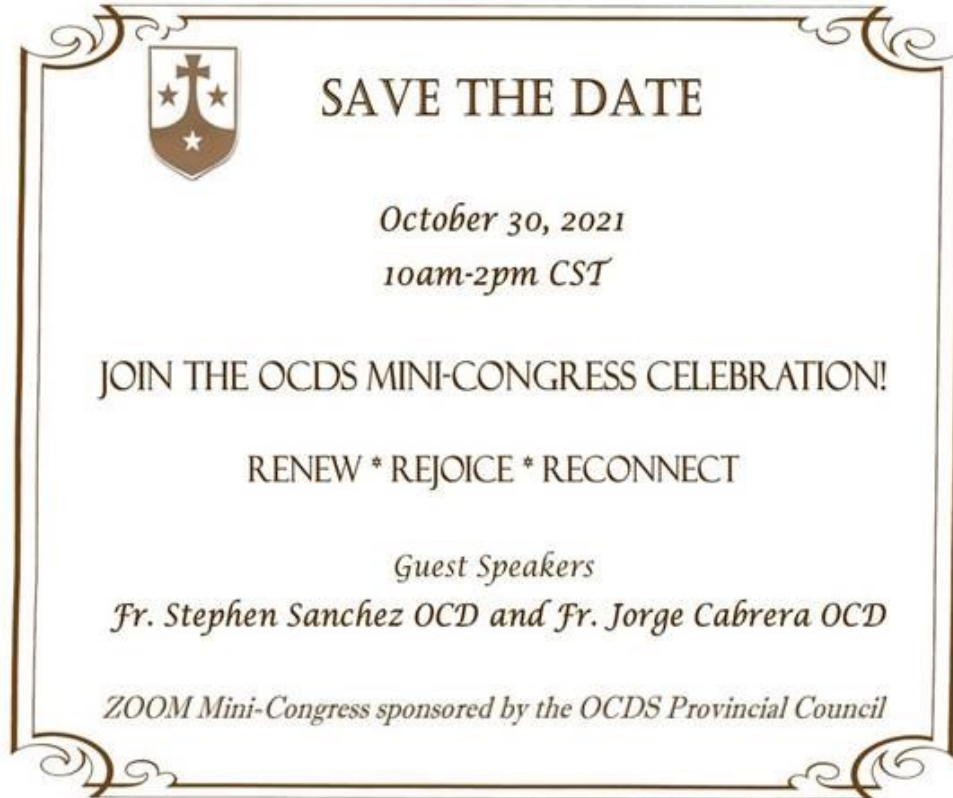 SAVE THE DATE
October 30, 2021
10am-2pm CST
JOIN THE OCDS MINI-CONGRESS CELEBRATION!
RENEW * REJOICE * RECONNECT
Guest Speakers
Fr. Stephen Sanchez OCD and Fr. Jorge Cabrera OCD
ZOOM Mini-Congress sponsored by the OCDS Provincial Council